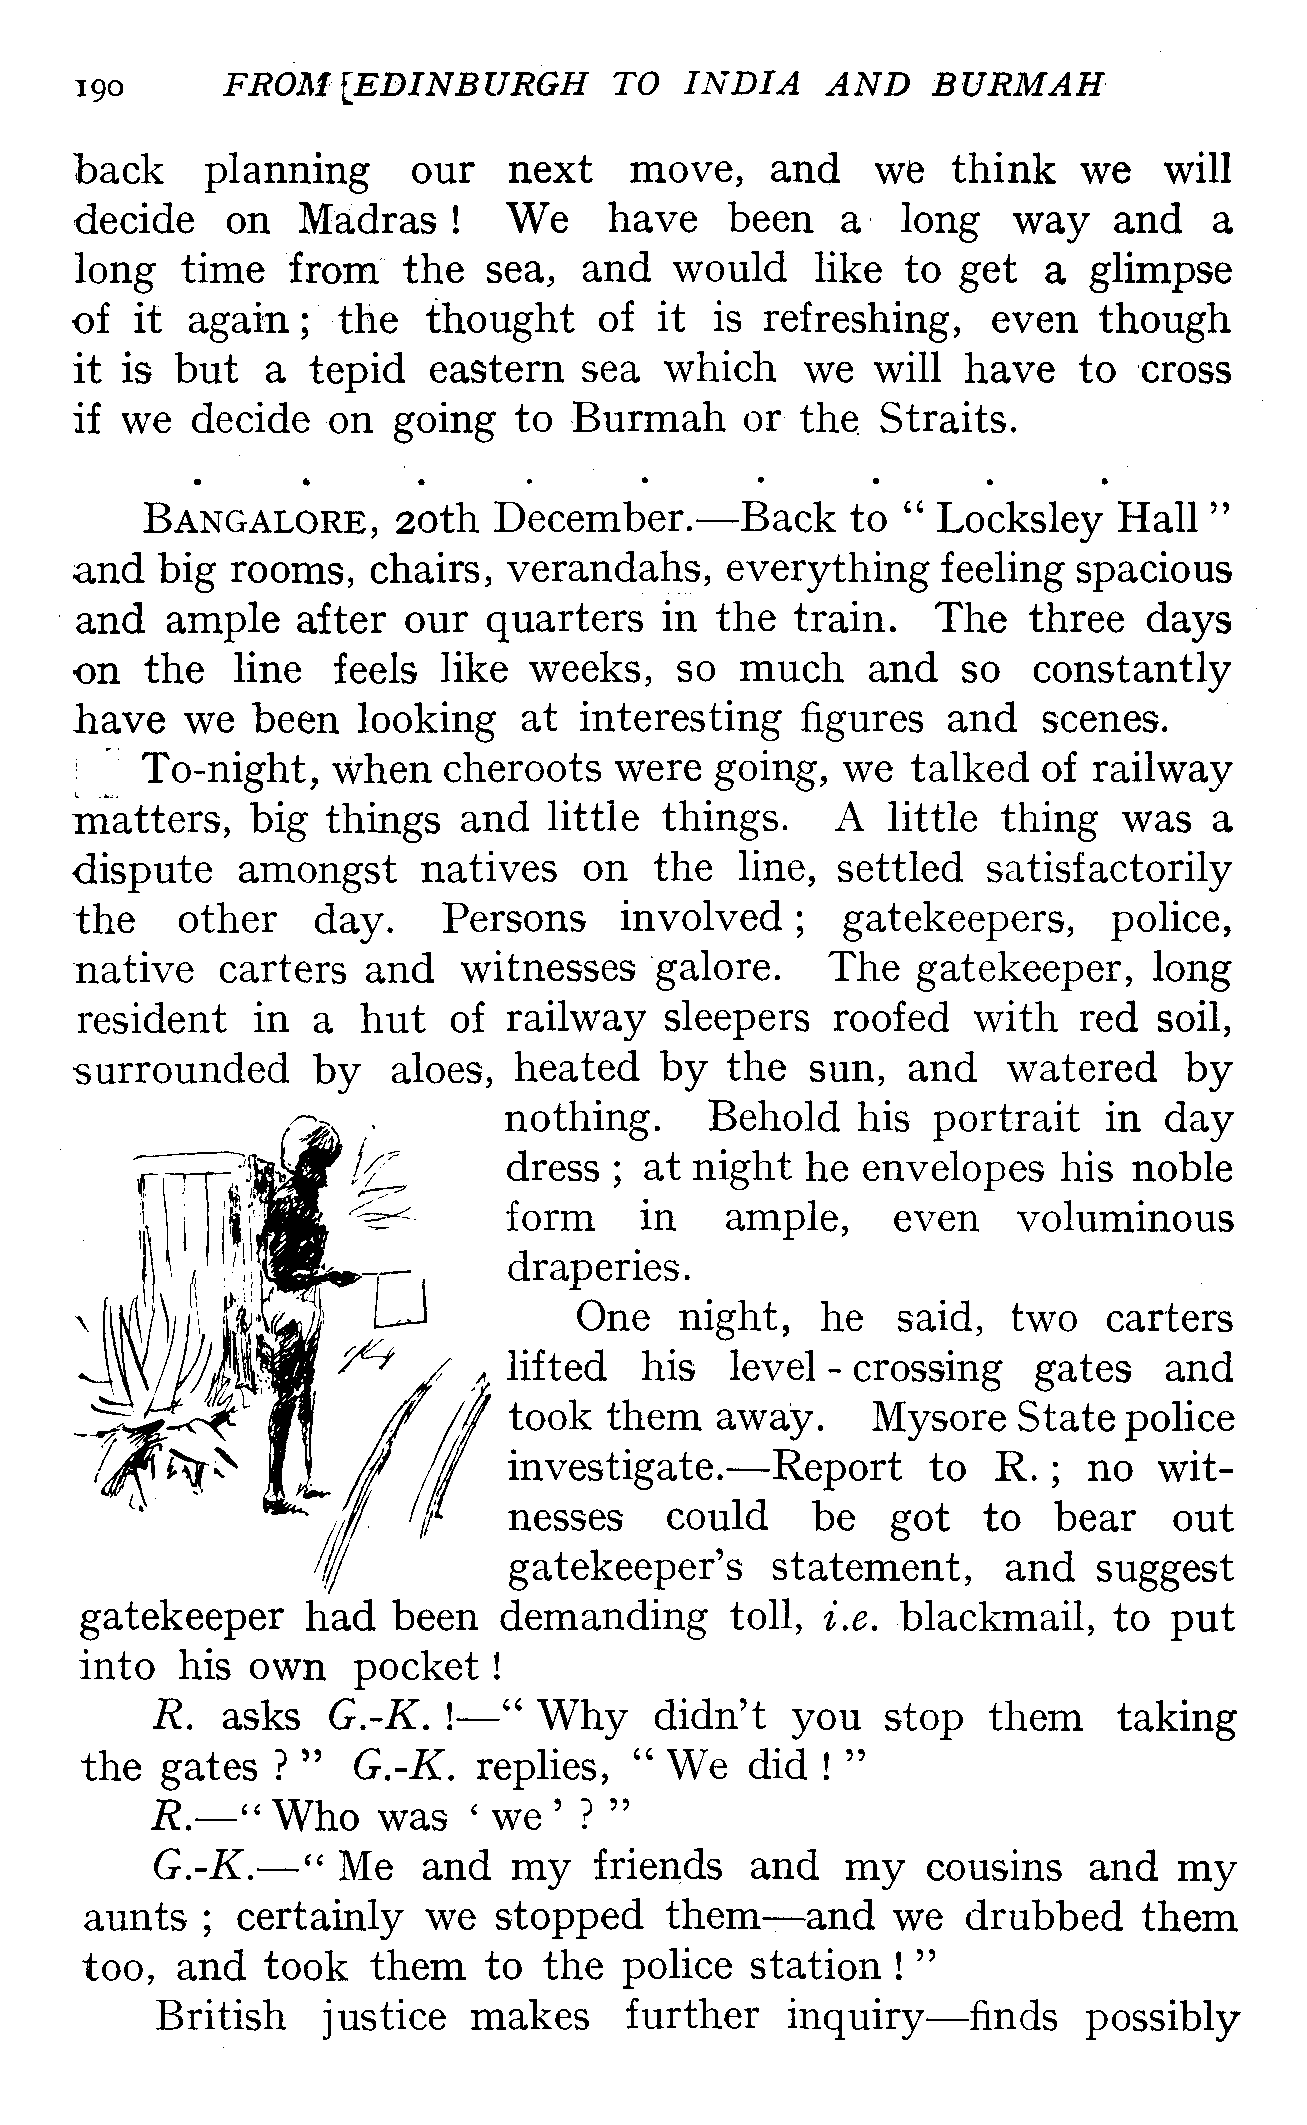 190 FROM [EDINBURGH TO INDIA AND BURMAH
back planning our next move, and we think we will
decide on Madras ! We have been a long way and a
long time from the sea, and would like to get a glimpse
of it again ; the thought of it is refreshing, even though
it is but a tepid eastern sea which we will have to cross
if we decide on going to Burmah or the Straits.
. . . . . . . . .
BANGALORE, 20th December.—Back to “ Locksley Hall ”
and big rooms, chairs, verandahs, everything feeling spacious
and ample after our quarters in the train. The three days
on the line feels like weeks, so much and so constantly
have we been looking at interesting figures and scenes.
To-night, when cheroots were going, we talked of railway
matters, big things and little things. A little thing was a
dispute amongst natives on the line, settled satisfactorily
the other day. Persons involved ; gatekeepers, police,
native carters and witnesses galore. The gatekeeper, long
resident in a hut of railway sleepers roofed with red soil,
surrounded by aloes, heated by the sun, and watered by
nothing. Behold his portrait in day
dress ; at night he envelopes his noble
form in ample, even voluminous
draperies.
One night, he said, two carters
lifted his level-crossing gates and
took them away. Mysore State police
investigate.—Report to R. ; no wit-
nesses could be got to bear out
gatekeeper’s statement, and suggest
gatekeeper had been demanding toll, i.e. blackmail, to put
into his own pocket !
R. asks G.-K. !—“ Why didn’t you stop them taking
the gates ? ” G.-K. replies, “ We did ! ”
R.—“ Who was ‘ we ’ ? ”
G.-K.—“ Me and my friends and my cousins and my
aunts ; certainly we stopped them—and we drubbed them
too, and took them to the police station ! ”
British justice makes further inquiry—finds possibly